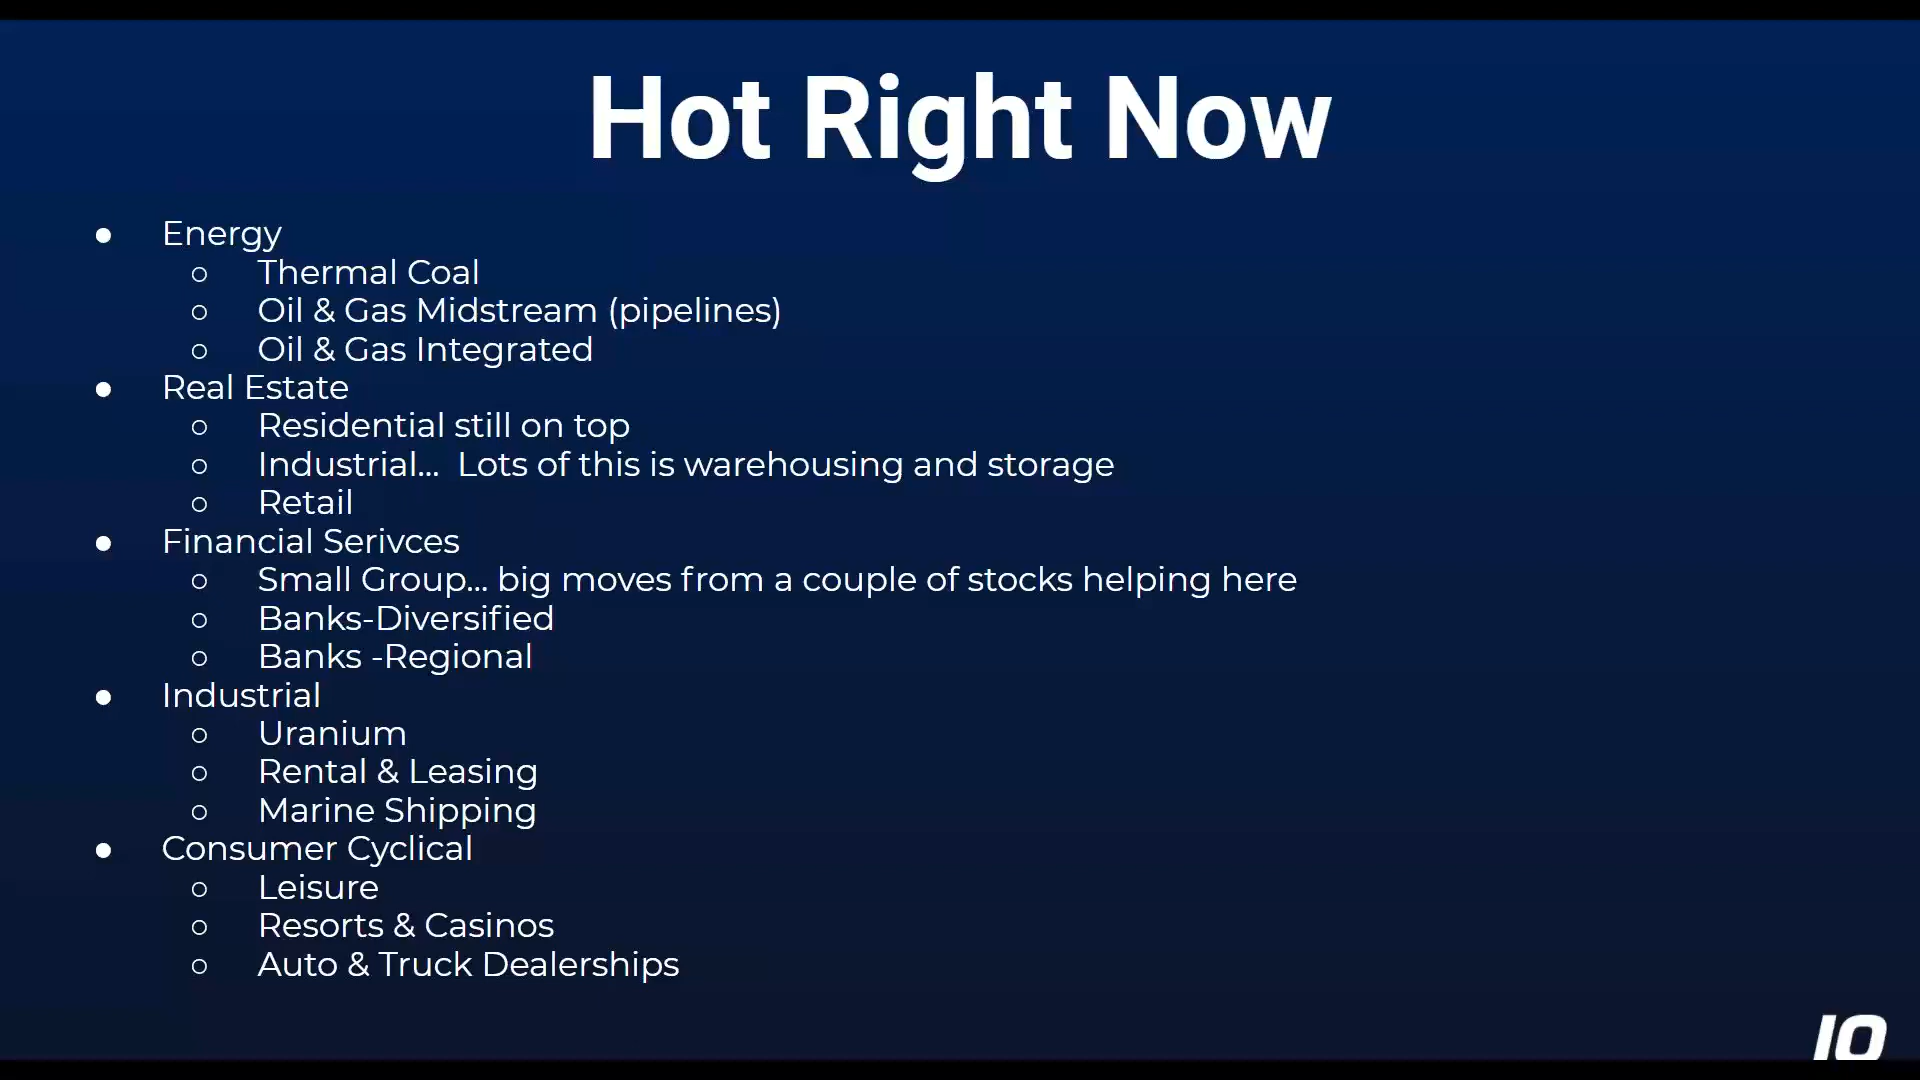 Hot Right Now
● Energy
○ Thermal Coal
○ Oil & Gas Midstream (pipelines)
○ Oil & Gas Integrated
● Real Estate
○ Residential still on top
○ Industrial... Lots of this is warehousing and storage
○ Retail
● Financial Serivces
○ Small Group... big moves from a couple of stocks helping here
○ Banks-Diversified
○ Banks -Regional
● Industrial
○ Uranium
○ Rental & Leasing
○ Marine Shipping
● Consumer Cyclical
○ Leisure
○ Resorts & Casinos
○ Auto & Truck Dealerships
10